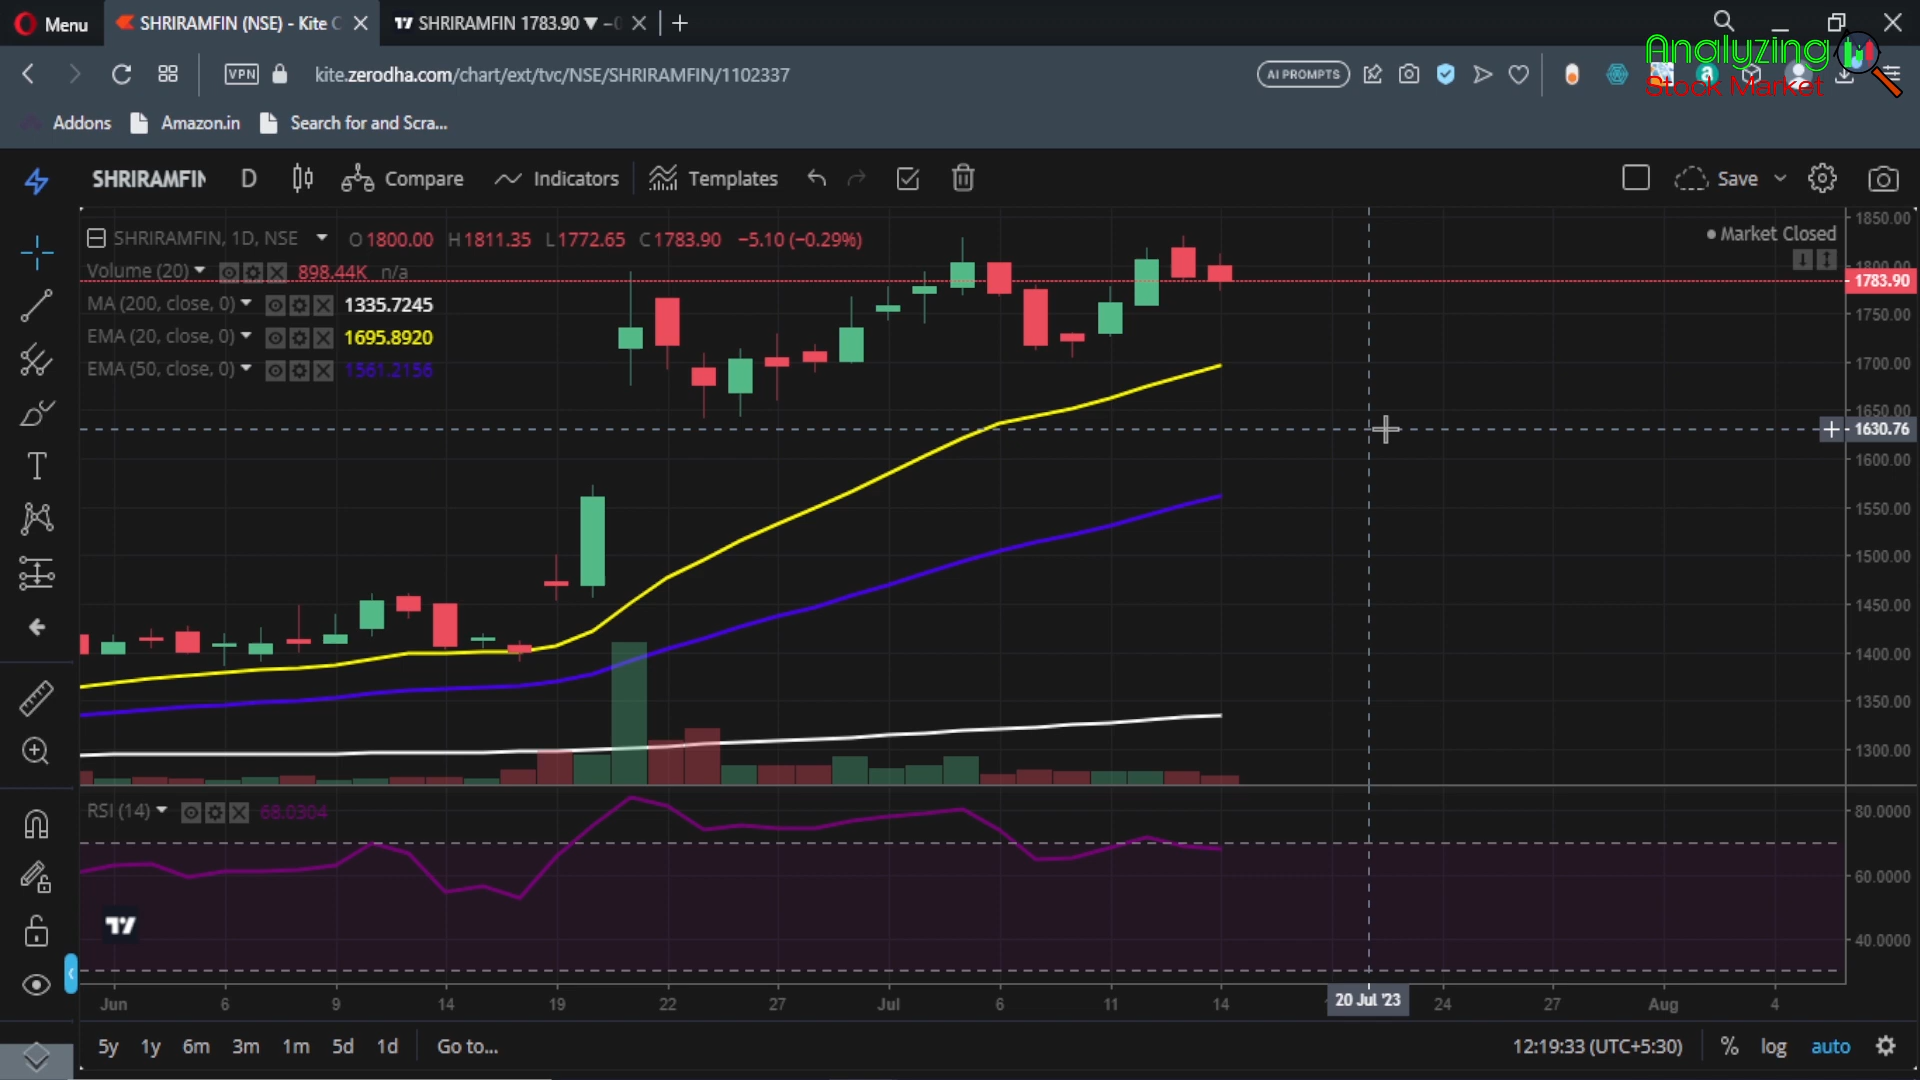 Menu
SHRIRAMFIN (NSE) - Kite C
SHRIRAMFIN 1783.90 ▼ −0
Analyzing
Stock Market
VPN
kite.zerodha.com/chart/ext/tvc/NSE/SHRIRAMFIN/1102337
AI PROMPTS
Addons
Amazon.in
Search for and Scra...
SHRIRAMFIN
D
Compare
Indicators
Templates
Save
SHRIRAMFIN, 1D, NSE O1800.00 H1811.35 L1772.65 C1783.90 −5.10 (−0.29%)
Market Closed
Volume (20) 898.44K n/a
MA (200, close, 0) 1335.7245
EMA (20, close, 0) 1695.8920
EMA (50, close, 0) 1561.2156
1850.00
1800.00
1783.90
1750.00
1700.00
1650.00
1630.76
1600.00
1550.00
1500.00
1450.00
1400.00
1350.00
1300.00
RSI (14) 68.0304
80.0000
60.0000
40.0000
Jun 6 9 14 19 22 27 Jul 6 11 14 20 Jul '23 24 27 Aug 4
5y 1y 6m 3m 1m 5d 1d Go to...
12:19:33 (UTC+5:30) % log auto